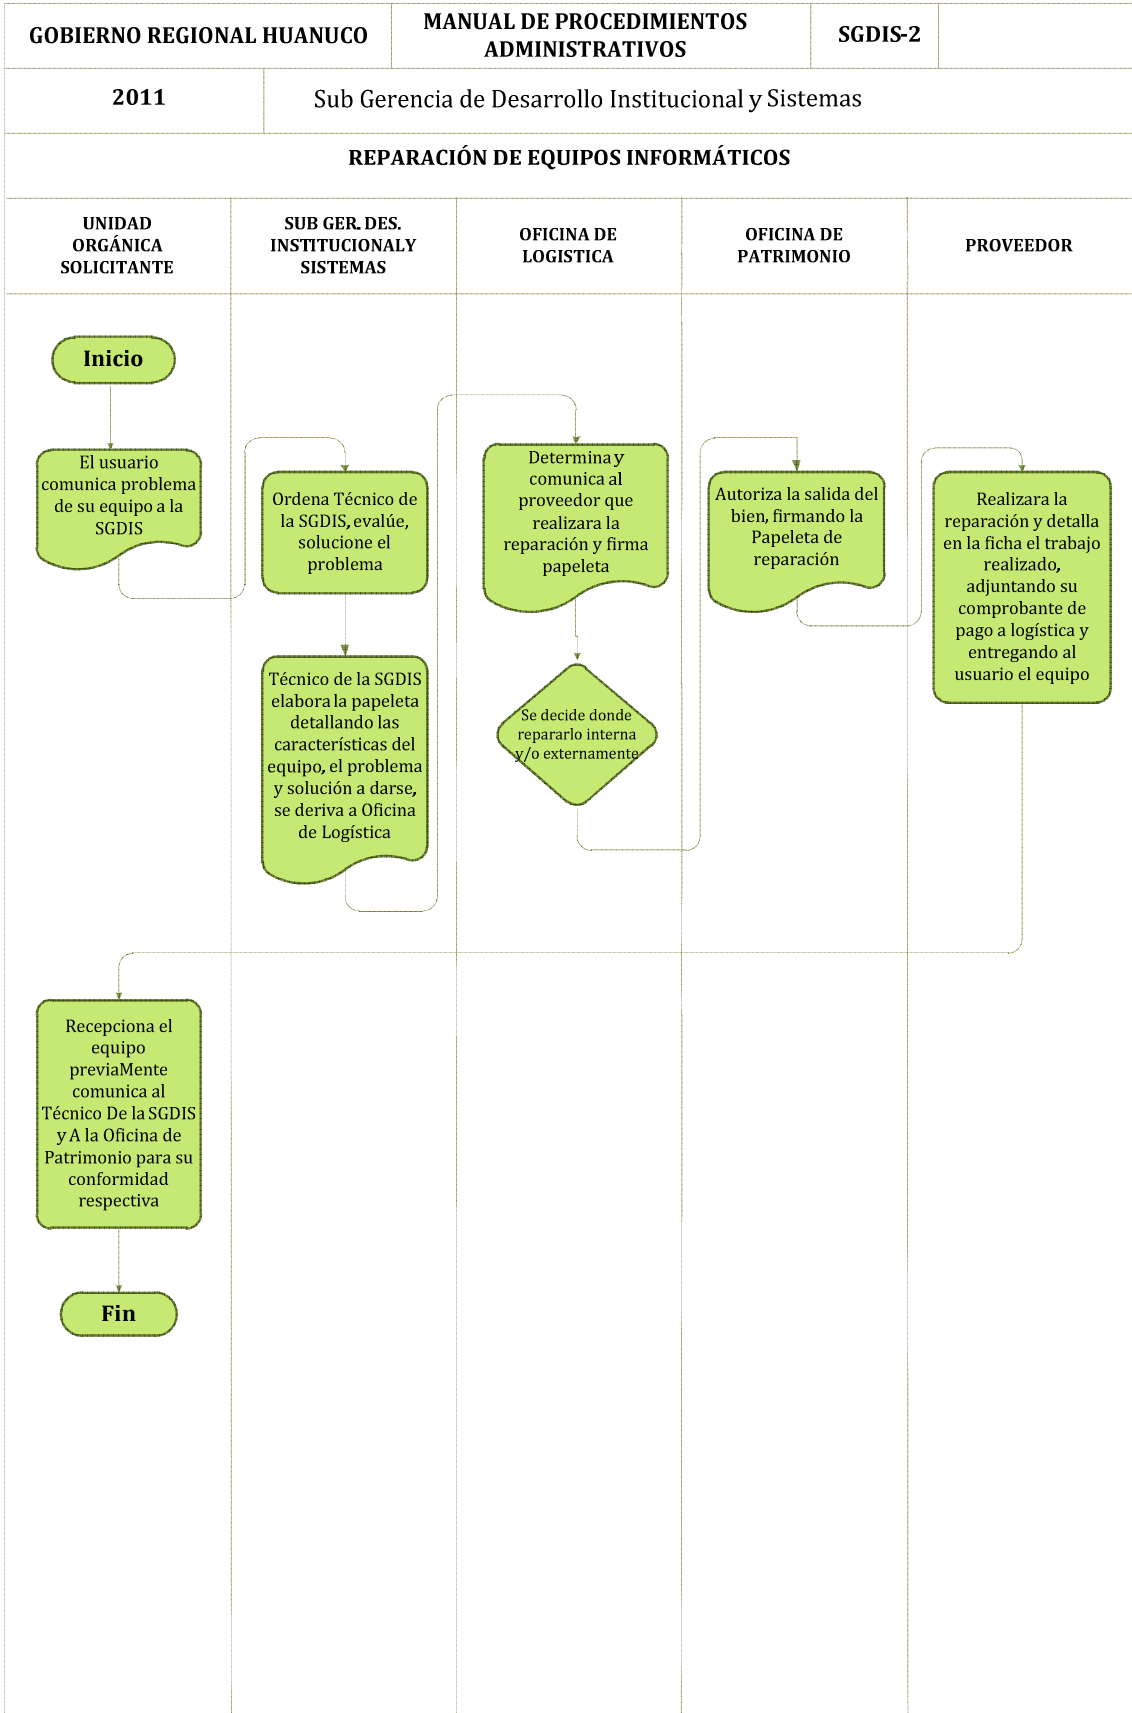 GOBIERNO REGIONAL HUANUCO
MANUAL DE PROCEDIMIENTOS
ADMINISTRATIVOS
SGDIS-2
2011
Sub Gerencia de Desarrollo Institucional y Sistemas
REPARACIÓN DE EQUIPOS INFORMÁTICOS
UNIDAD
ORGÁNICA
SOLICITANTE
SUB GER. DES.
INSTITUCIONALY
SISTEMAS
OFICINA DE
LOGISTICA
OFICINA DE
PATRIMONIO
PROVEEDOR
Inicio
El usuario
comunica problema
de su equipo a la
SGDIS
Ordena Técnico de
la SGDIS, evalúe,
solucione el
problema
Técnico de la SGDIS
elabora la papeleta
detallando las
características del
equipo, el problema
y solución a darse,
se deriva a Oficina
de Logística
Determina y
comunica al
proveedor que
realizara la
reparación y firma
papeleta
Se decide donde
repararlo interna
y/o externamente
Autoriza la salida del
bien, firmando la
Papeleta de
reparación
Realizara la
reparación y detalla
en la ficha el trabajo
realizado,
adjuntando su
comprobante de
pago a logística y
entregando al
usuario el equipo
Recepciona el
equipo
previaMente
comunica al
Técnico De la SGDIS
y A la Oficina de
Patrimonio para su
conformidad
respectiva
Fin